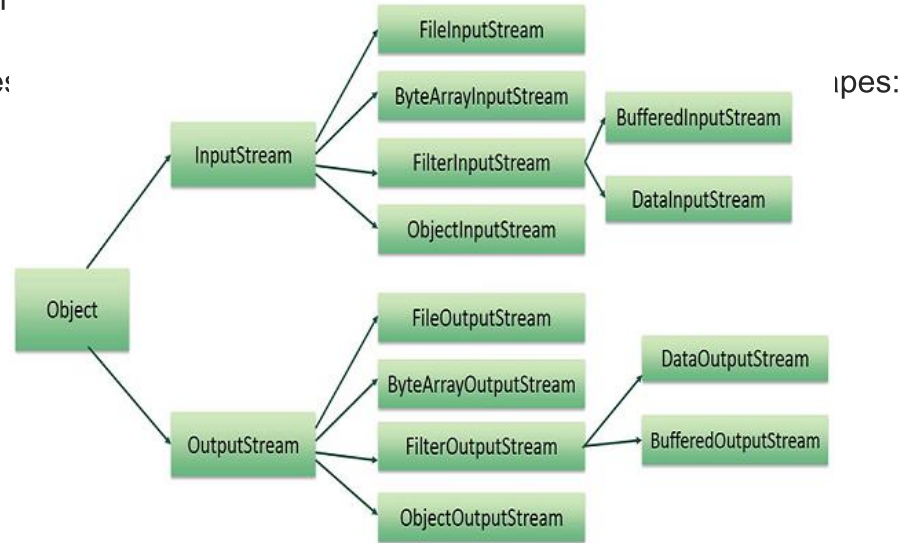 FileInputStream
ByteArrayInputStream
BufferedInputStream
InputStream
FilterInputStream
DataInputStream
ObjectInputStream
Object
FileOutputStream
DataOutputStream
ByteArrayOutputStream
OutputStream
FilterOutputStream
BufferedOutputStream
ObjectOutputStream